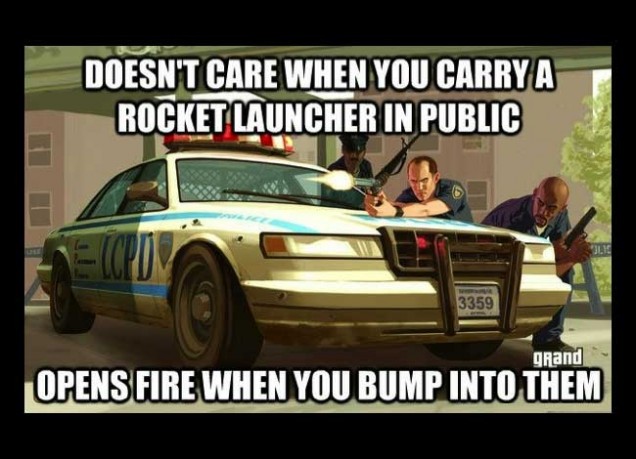 DOESN'T CARE WHEN YOU CARRY A
ROCKET LAUNCHER IN PUBLIC
POLICE
LCPD
3359
grand
OPENS FIRE WHEN YOU BUMP INTO THEM